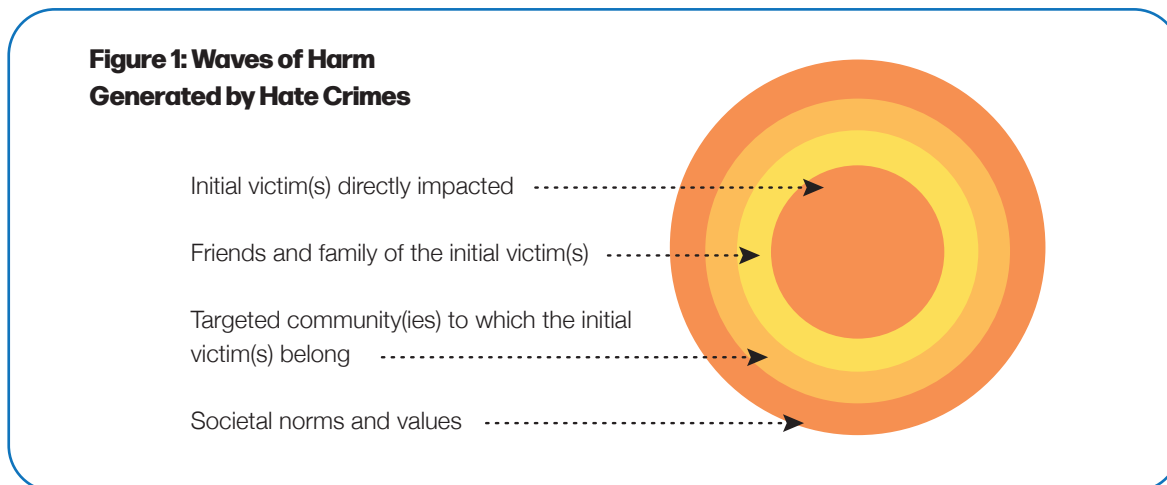 Figure 1: Waves of Harm
Generated by Hate Crimes
Initial victim(s) directly impacted
Friends and family of the initial victim(s)
Targeted community(ies) to which the initial
victim(s) belong
Societal norms and values